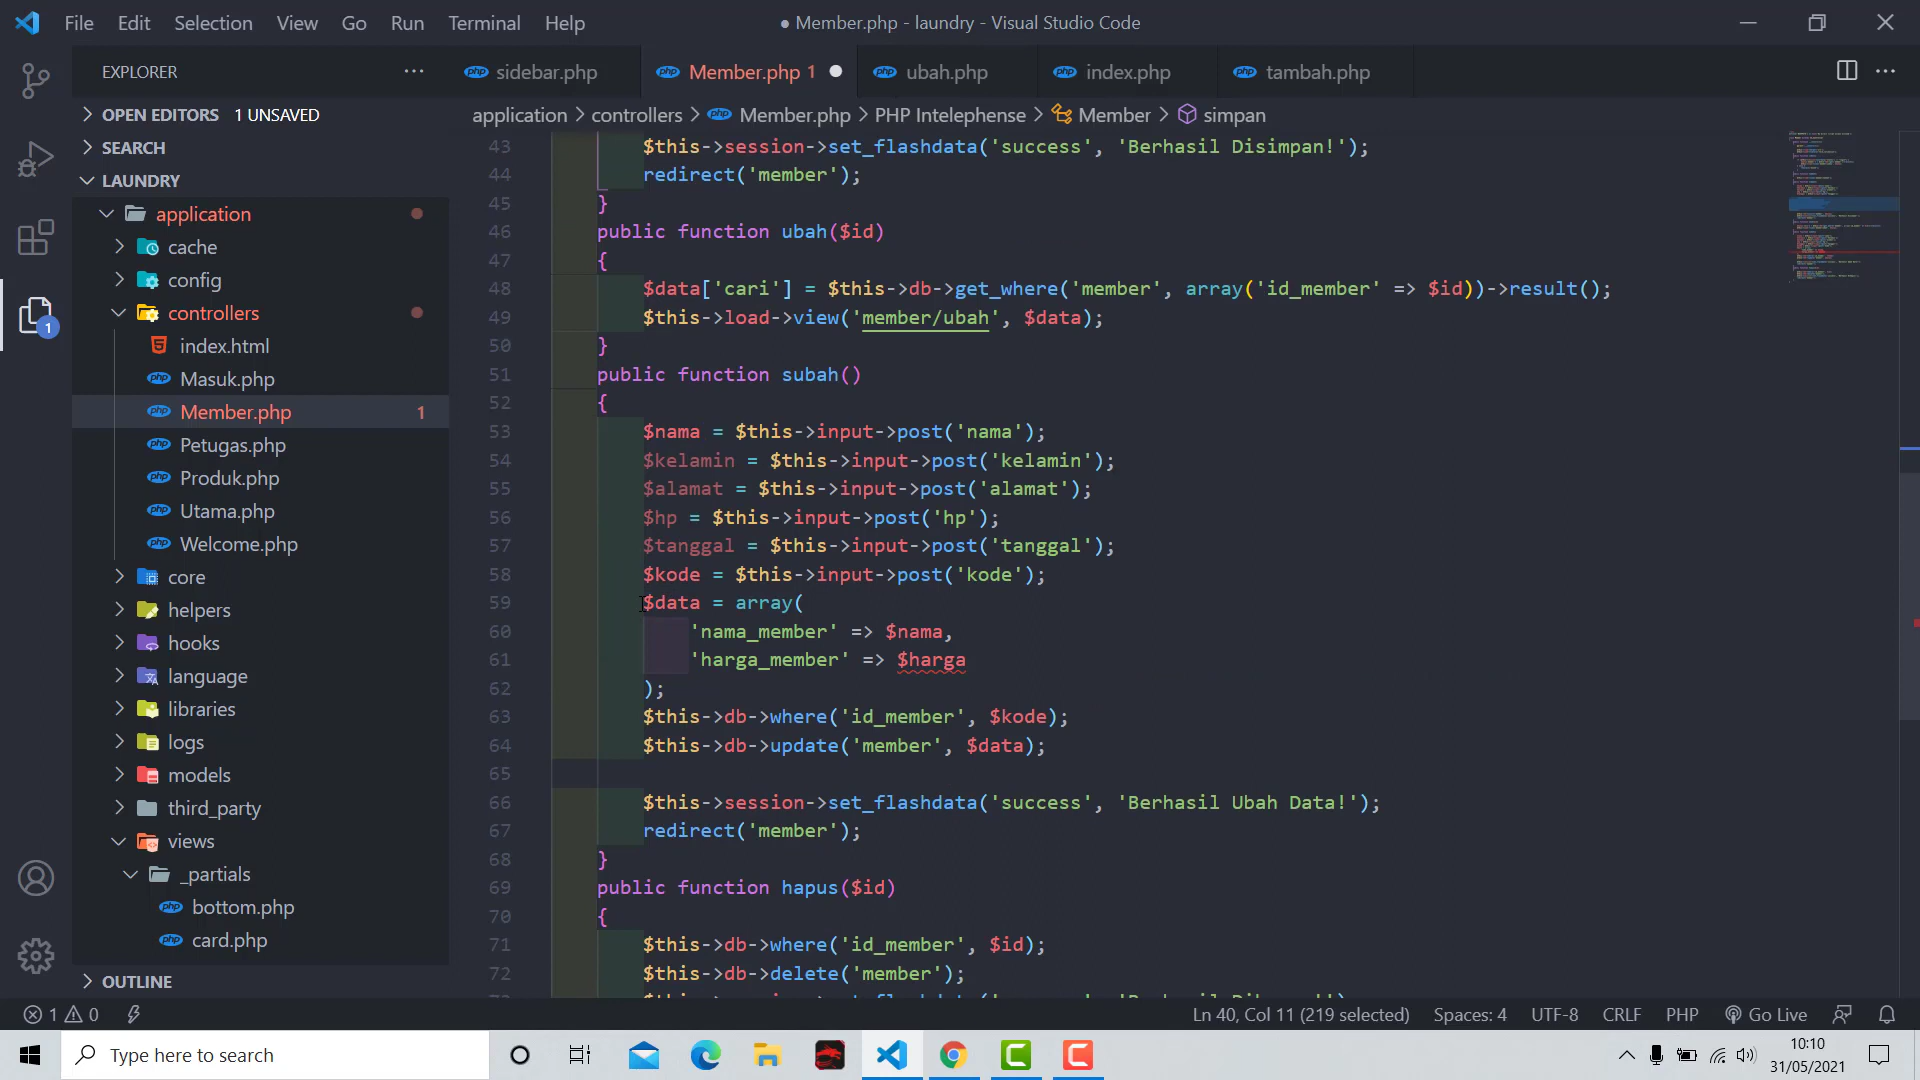 File Edit Selection View Go Run Terminal Help
● Member.php - laundry - Visual Studio Code
EXPLORER
sidebar.php
Member.php 1
ubah.php
index.php
tambah.php
OPEN EDITORS 1 UNSAVED
application > controllers > Member.php > PHP Intelephense > Member > simpan
SEARCH
LAUNDRY
application
cache
config
controllers
index.html
Masuk.php
Member.php 1
Petugas.php
Produk.php
Utama.php
Welcome.php
core
helpers
hooks
language
libraries
logs
models
third_party
views
_partials
bottom.php
card.php
OUTLINE
1
43 $this->session->set_flashdata('success', 'Berhasil Disimpan!');
44 redirect('member');
45 }
46 public function ubah($id)
47 {
48 $data['cari'] = $this->db->get_where('member', array('id_member' => $id))->result();
49 $this->load->view('member/ubah', $data);
50 }
51 public function subah()
52 {
53 $nama = $this->input->post('nama');
54 $kelamin = $this->input->post('kelamin');
55 $alamat = $this->input->post('alamat');
56 $hp = $this->input->post('hp');
57 $tanggal = $this->input->post('tanggal');
58 $kode = $this->input->post('kode');
59 $data = array(
60 'nama_member' => $nama,
61 'harga_member' => $harga
62 );
63 $this->db->where('id_member', $kode);
64 $this->db->update('member', $data);
65
66 $this->session->set_flashdata('success', 'Berhasil Ubah Data!');
67 redirect('member');
68 }
69 public function hapus($id)
70 {
71 $this->db->where('id_member', $id);
72 $this->db->delete('member');
1 0
Ln 40, Col 11 (219 selected) Spaces: 4 UTF-8 CRLF PHP Go Live
Type here to search
10:10
31/05/2021